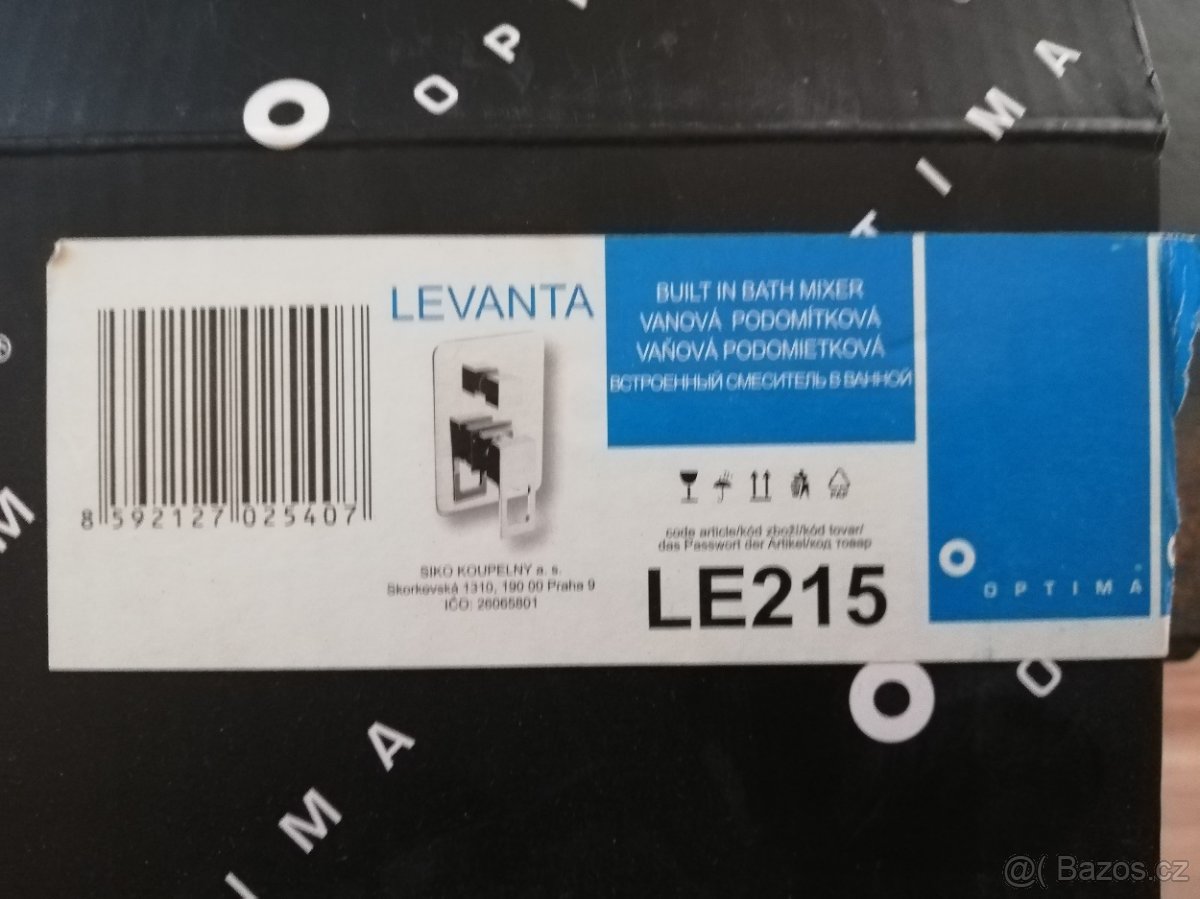 OPTIMA
LEVANTA
BUILT IN BATH MIXER
VANOVÁ PODOMÍTKOVÁ
VAŇOVÁ PODOMIETKOVÁ
ВСТРОЕННЫЙ СМЕСИТЕЛЬ В ВАННОЙ
8 592127 025407
SIKO KOUPELNY a. s.
Skorkovská 1310, 190 00 Praha 9
IČO: 26065801
code article/kód zboží/kód tovar/
das Passwort der Artikel/код товар
LE215
OPTIMA
IMA
@( Bazos.cz